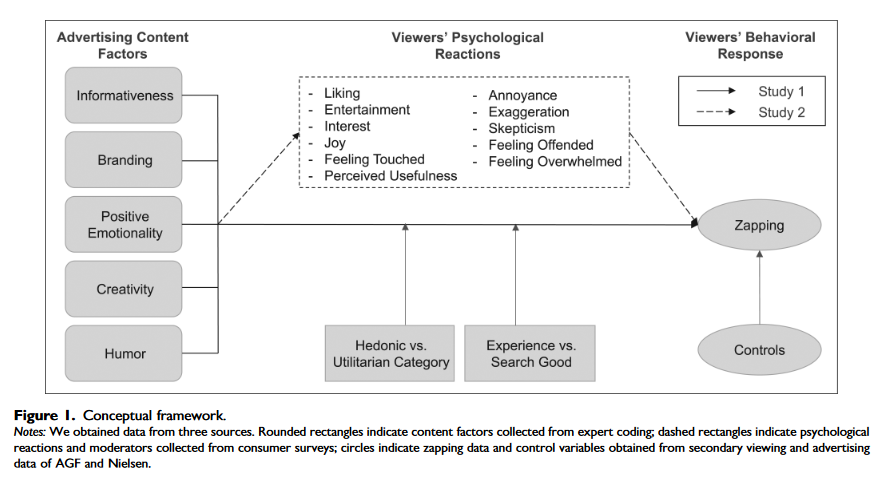 Advertising Content
Factors
Viewers' Psychological
Reactions
Viewers' Behavioral
Response
Informativeness
Branding
Positive
Emotionality
Creativity
Humor
- Liking
- Entertainment
- Interest
- Joy
- Feeling Touched
- Perceived Usefulness
- Annoyance
- Exaggeration
- Skepticism
- Feeling Offended
- Feeling Overwhelmed
Study 1
Study 2
Zapping
Hedonic vs.
Utilitarian Category
Experience vs.
Search Good
Controls
Figure 1. Conceptual framework.
Notes: We obtained data from three sources. Rounded rectangles indicate content factors collected from expert coding; dashed rectangles indicate psychological
reactions and moderators collected from consumer surveys; circles indicate zapping data and control variables obtained from secondary viewing and advertising
data of AGF and Nielsen.